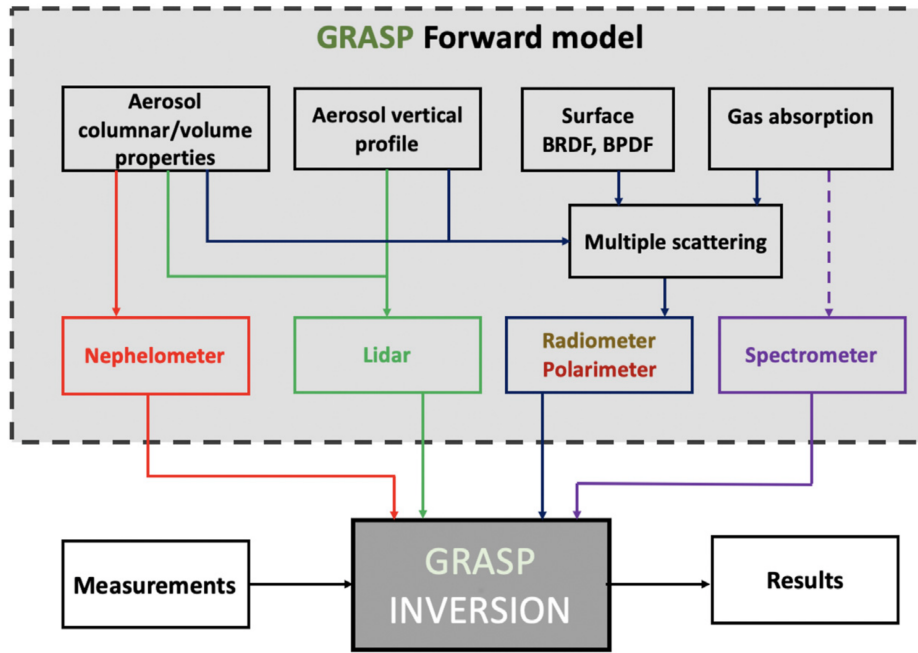 GRASP Forward model
Aerosol
columnar/volume
properties
Aerosol vertical
profile
Surface
BRDF, BPDF
Gas absorption
Multiple scattering
Nephelometer
Lidar
Radiometer
Polarimeter
Spectrometer
Measurements
GRASP
INVERSION
Results